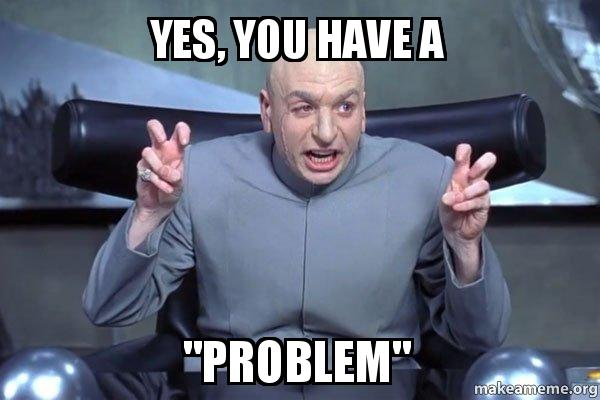 YES, YOU HAVE A
"PROBLEM"
makeameme.org